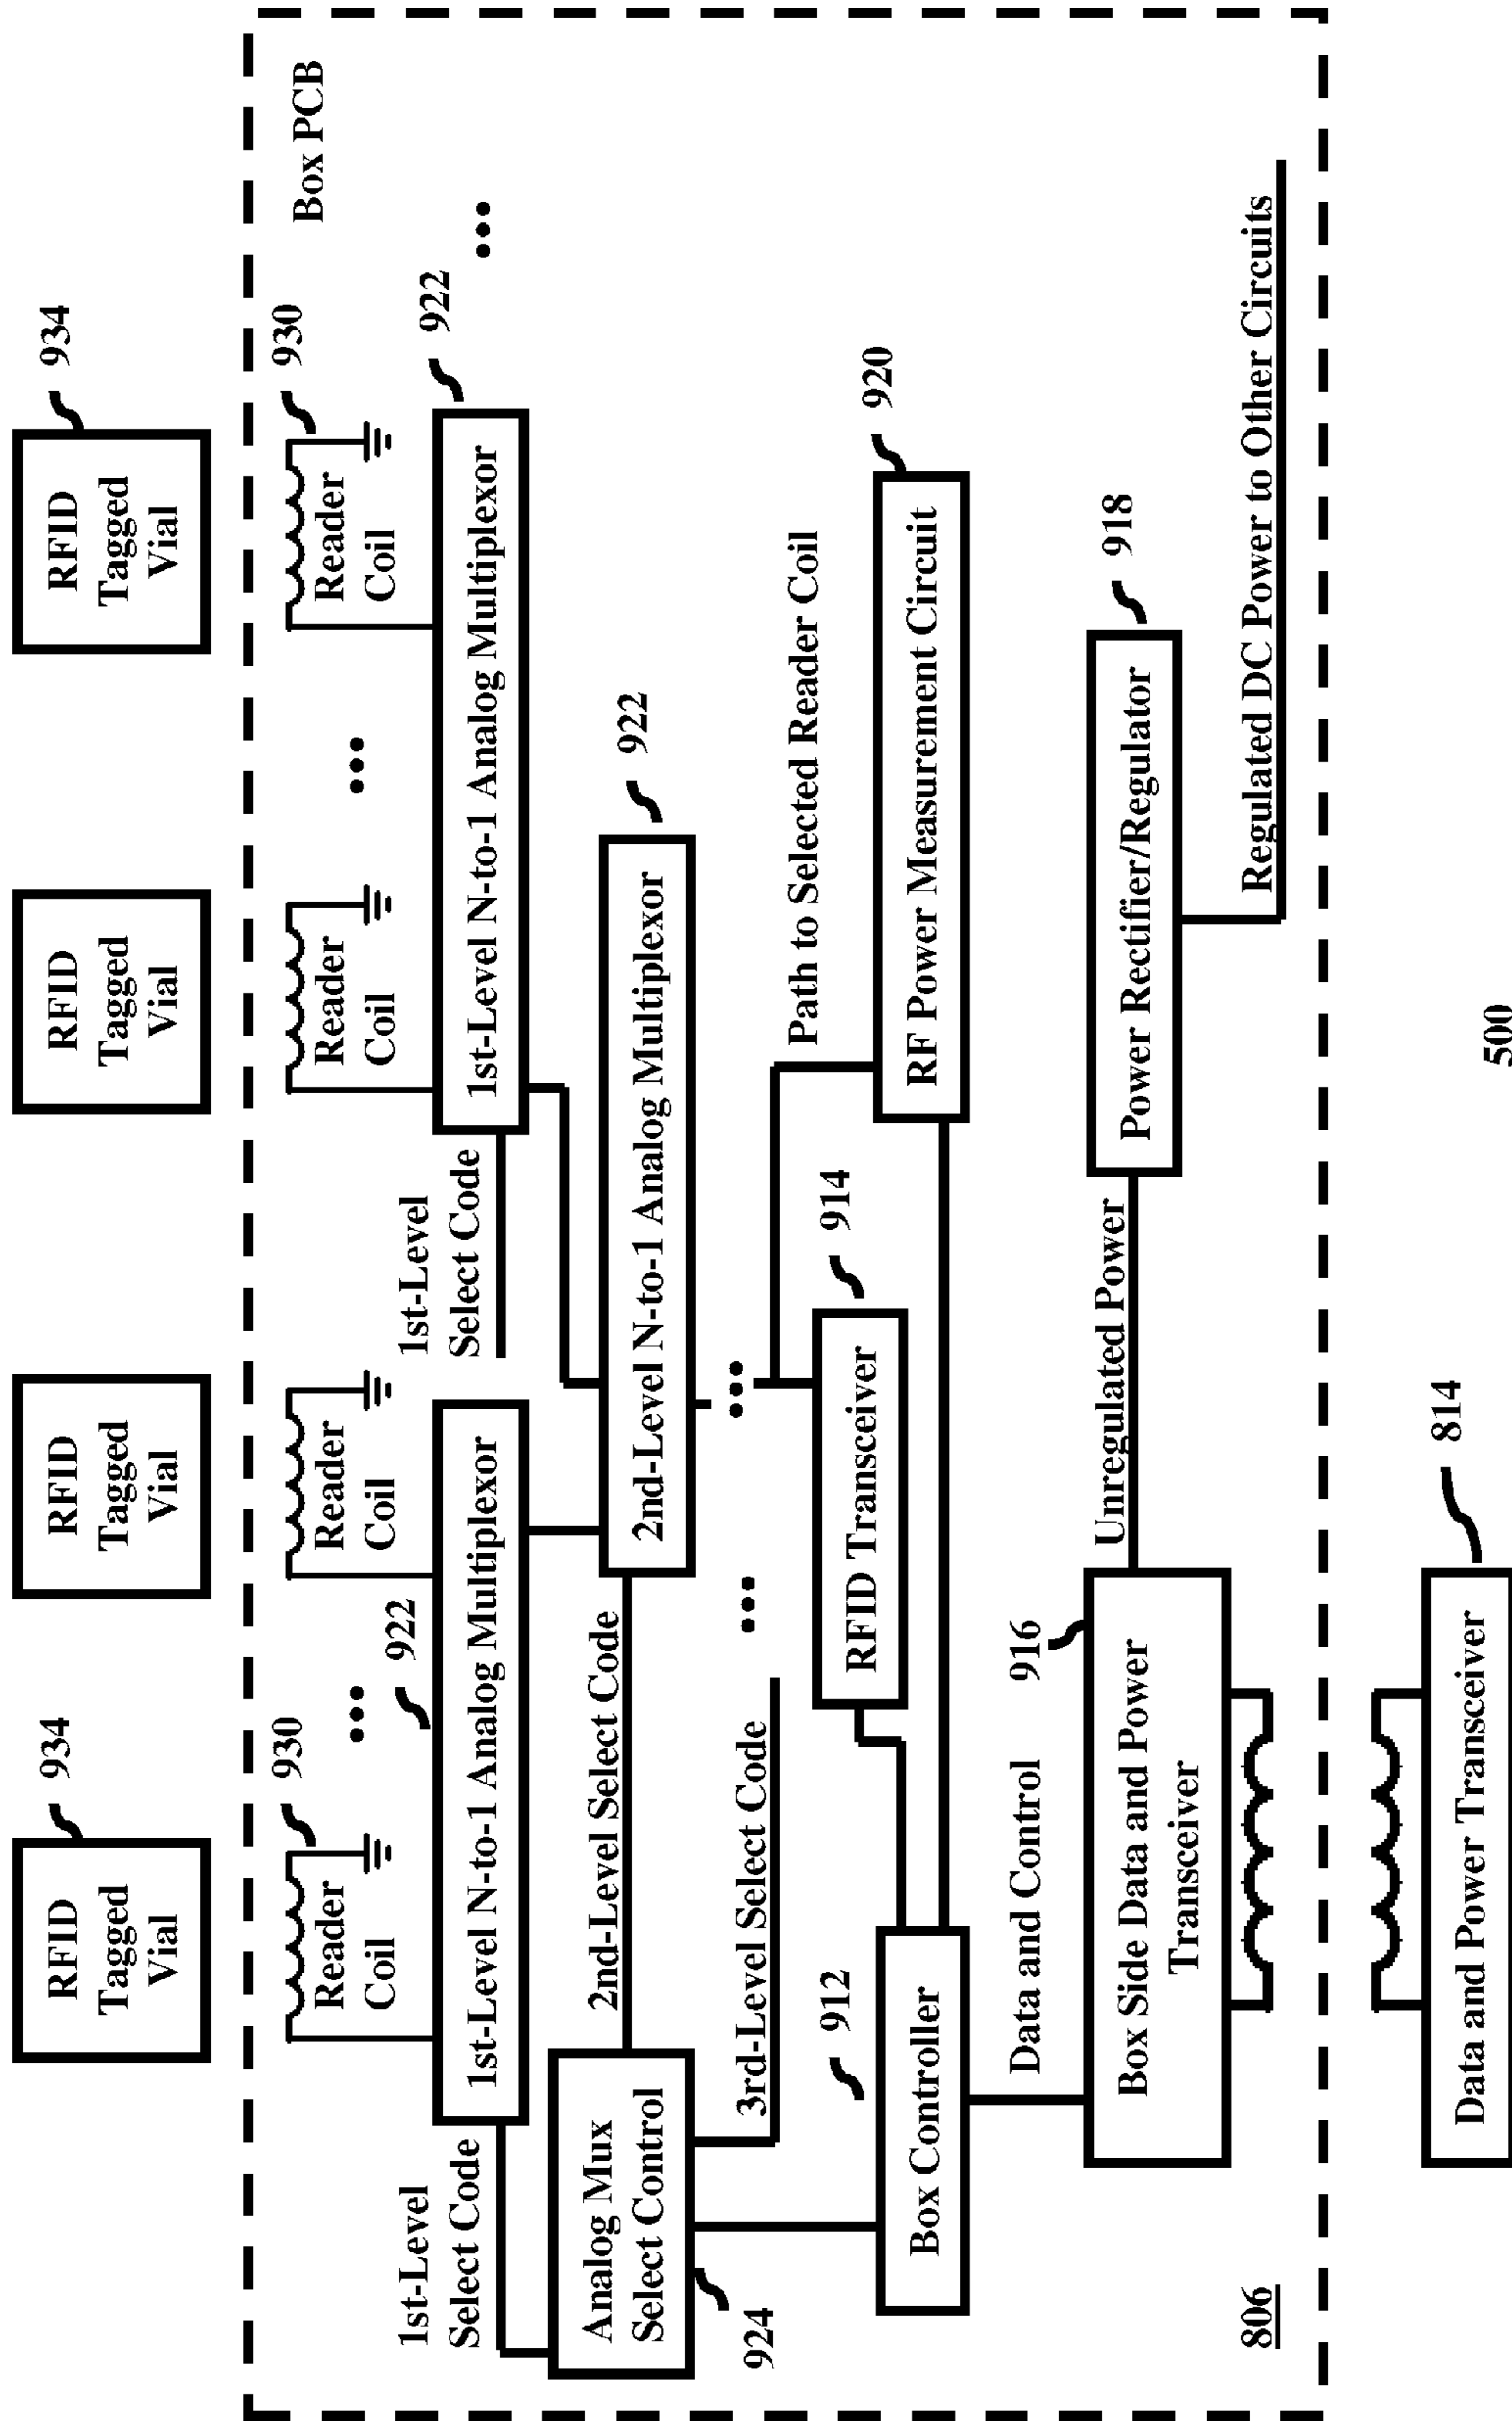 934
934
RFID
Tagged
Vial
RFID
Tagged
Vial
RFID
Tagged
Vial
RFID
Tagged
Vial
Box PCB
930
930
Reader
Coil
Reader
Coil
Reader
Coil
Reader
Coil
922
922
1st-Level
Select Code
1st-Level N-to-1 Analog Multiplexor
1st-Level
Select Code
1st-Level N-to-1 Analog Multiplexor
922
Analog Mux
Select Control
924
2nd-Level Select Code
2nd-Level N-to-1 Analog Multiplexor
3rd-Level Select Code
Path to Selected Reader Coil
912
914
920
Box Controller
RFID Transceiver
RF Power Measurement Circuit
Data and Control
916
Unregulated Power
918
Box Side Data and Power
Transceiver
Power Rectifier/Regulator
Regulated DC Power to Other Circuits
806
814
Data and Power Transceiver
500